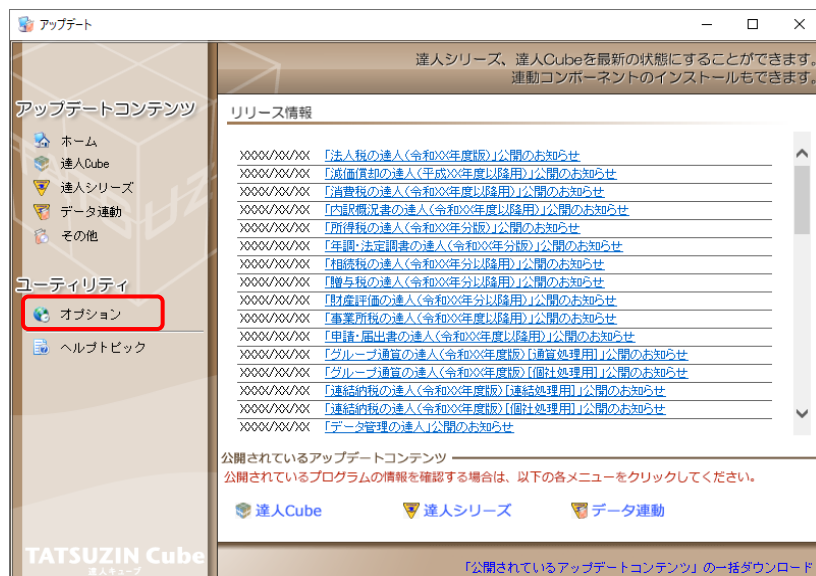 アップデート
達人シリーズ、達人Cubeを最新の状態にすることができます。
連動コンポーネントのインストールもできます。
アップデートコンテンツ
ホーム
達人Cube
達人シリーズ
データ連動
その他
ユーティリティ
オプション
ヘルプトピック
TATSUZIN Cube
達人キューブ
リリース情報
XXXX/XX/XX 「法人税の達人(令和XX年度版)」公開のお知らせ
XXXX/XX/XX 「減価償却の達人(平成XX年度以降用)」公開のお知らせ
XXXX/XX/XX 「消費税の達人(令和XX年度以降用)」公開のお知らせ
XXXX/XX/XX 「内訳概況書の達人(令和XX年度以降用)」公開のお知らせ
XXXX/XX/XX 「所得税の達人(令和XX年分版)」公開のお知らせ
XXXX/XX/XX 「年調・法定調書の達人(令和XX年分版)」公開のお知らせ
XXXX/XX/XX 「相続税の達人(令和XX年分以降用)」公開のお知らせ
XXXX/XX/XX 「贈与税の達人(令和XX年分以降用)」公開のお知らせ
XXXX/XX/XX 「財産評価の達人(令和XX年分以降用)」公開のお知らせ
XXXX/XX/XX 「事業所税の達人(令和XX年度以降用)」公開のお知らせ
XXXX/XX/XX 「申請・届出書の達人(令和XX年度以降用)」公開のお知らせ
XXXX/XX/XX 「グループ通算の達人(令和XX年度版)[通算処理用]」公開のお知らせ
XXXX/XX/XX 「グループ通算の達人(令和XX年度版)[個社処理用]」公開のお知らせ
XXXX/XX/XX 「連結納税の達人(令和XX年度版)[連結処理用]」公開のお知らせ
XXXX/XX/XX 「連結納税の達人(令和XX年度版)[個社処理用]」公開のお知らせ
XXXX/XX/XX 「データ管理の達人」公開のお知らせ
公開されているアップデートコンテンツ
公開されているプログラムの情報を確認する場合は、以下の各メニューをクリックしてください。
達人Cube 達人シリーズ データ連動
「公開されているアップデートコンテンツ」の一括ダウンロード